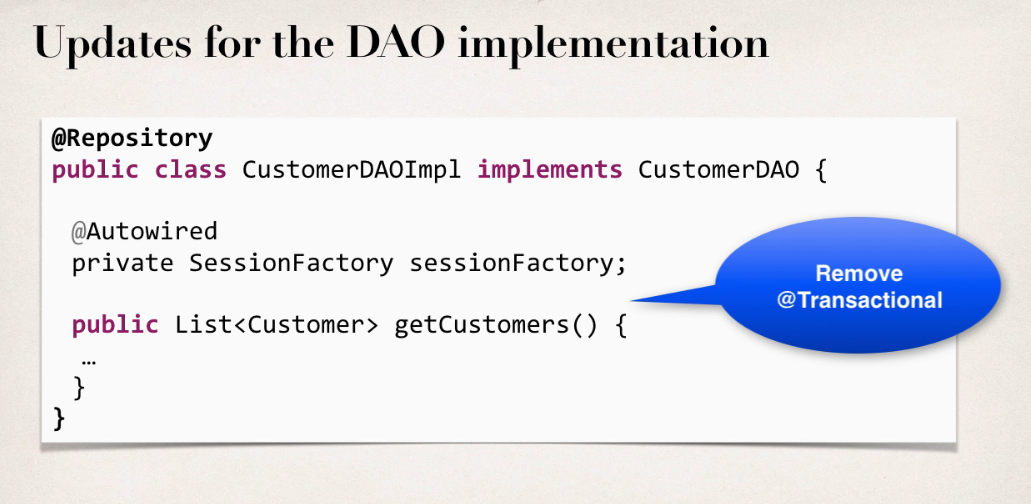 Updates for the DAO implementation
@Repository
public class CustomerDAOImpl implements CustomerDAO {
@Autowired
private SessionFactory sessionFactory;
Remove
@Transactional
public List<Customer> getCustomers() {
…
}
}